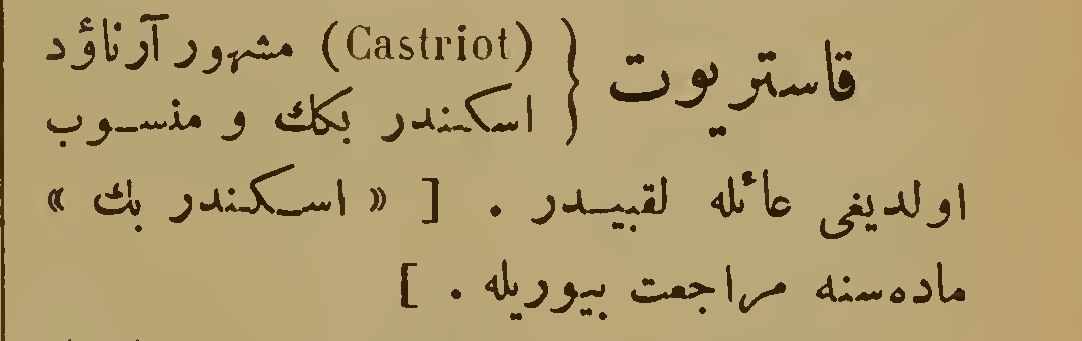 قاستریوت } (Castriot) مشهور آرناؤد
اسکندر بکك و منسوب
اولدیغی عائله لقبیدر . [ « اسکندر بك »
ماده‌سنه مراجعت بیوریله . ]